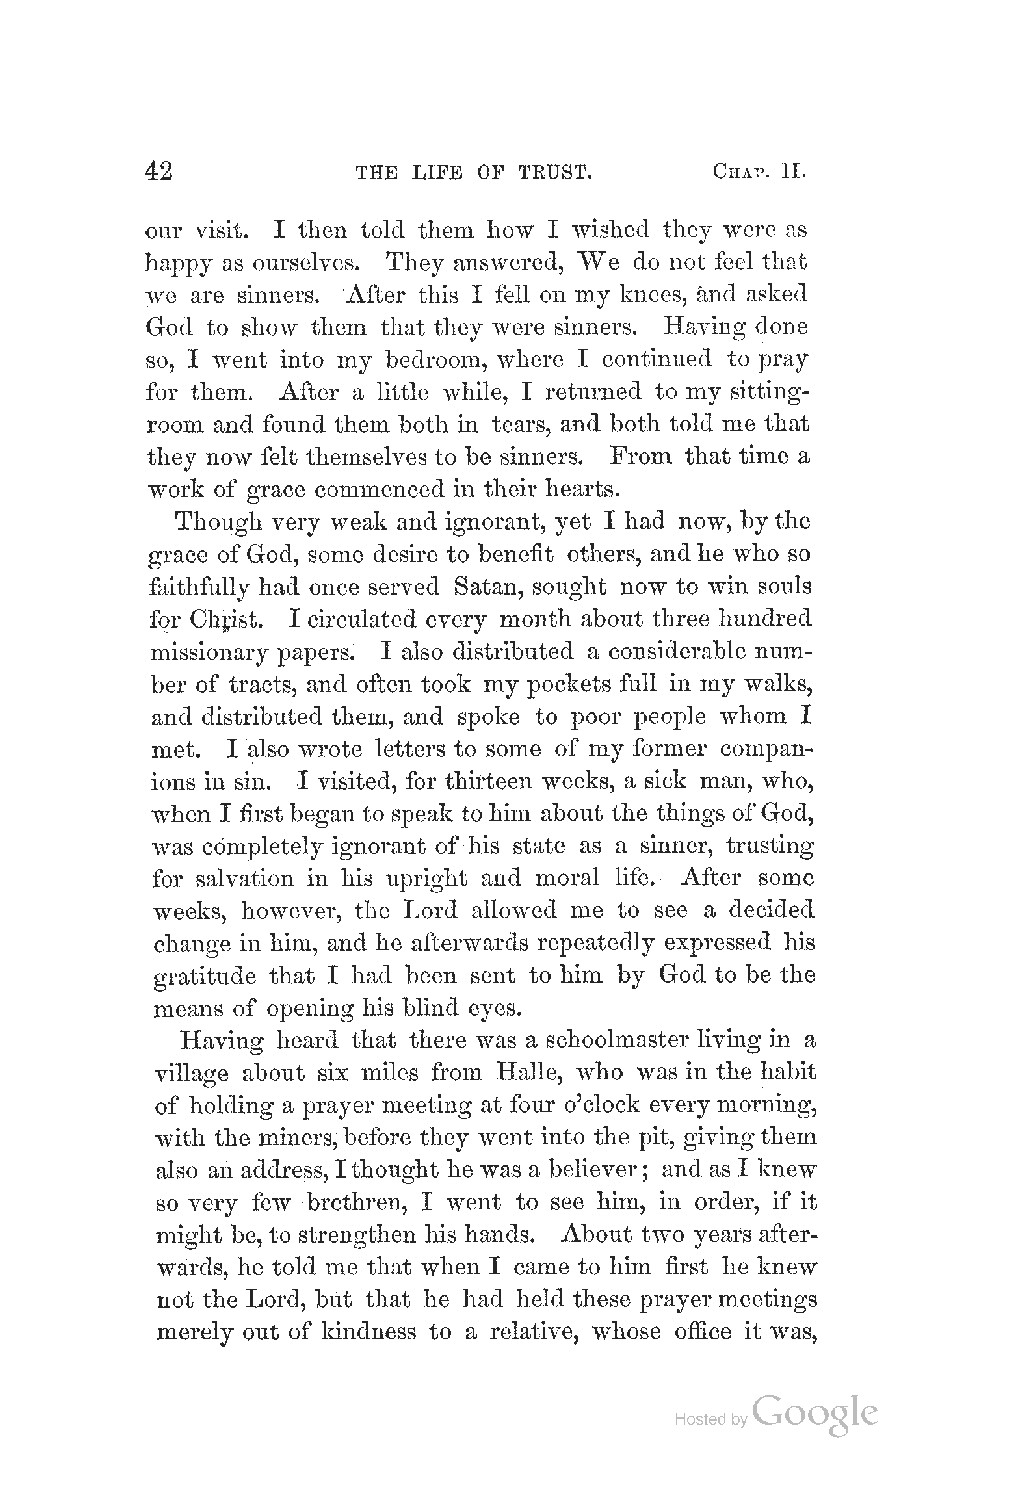 42 THE LIFE OF TRUST. CHAP. II.
our visit. I then told them how I wished they were as
happy as ourselves. They answered, We do not feel that
we are sinners. After this I fell on my knees, and asked
God to show them that they were sinners. Having done
so, I went into my bedroom, where I continued to pray
for them. After a little while, I returned to my sitting-
room and found them both in tears, and both told me that
they now felt themselves to be sinners. From that time a
work of grace commenced in their hearts.
Though very weak and ignorant, yet I had now, by the
grace of God, some desire to benefit others, and he who so
faithfully had once served Satan, sought now to win souls
for Christ. I circulated every month about three hundred
missionary papers. I also distributed a considerable num-
ber of tracts, and often took my pockets full in my walks,
and distributed them, and spoke to poor people whom I
met. I also wrote letters to some of my former compan-
ions in sin. I visited, for thirteen weeks, a sick man, who,
when I first began to speak to him about the things of God,
was completely ignorant of his state as a sinner, trusting
for salvation in his upright and moral life. After some
weeks, however, the Lord allowed me to see a decided
change in him, and he afterwards repeatedly expressed his
gratitude that I had been sent to him by God to be the
means of opening his blind eyes.
Having heard that there was a schoolmaster living in a
village about six miles from Halle, who was in the habit
of holding a prayer meeting at four o'clock every morning,
with the miners, before they went into the pit, giving them
also an address, I thought he was a believer; and as I knew
so very few brethren, I went to see him, in order, if it
might be, to strengthen his hands. About two years after-
wards, he told me that when I came to him first he knew
not the Lord, but that he had held these prayer meetings
merely out of kindness to a relative, whose office it was,
Hosted by Google